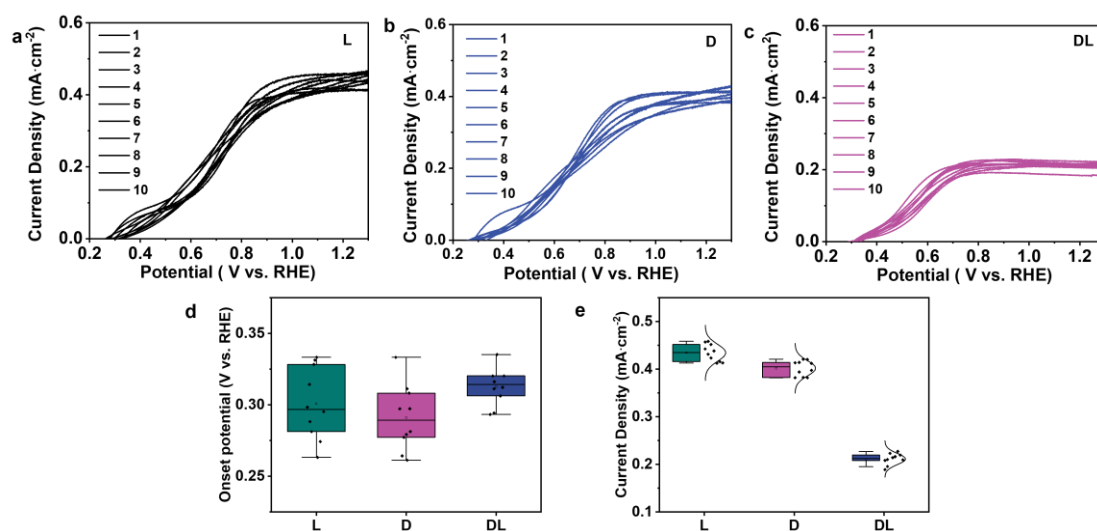 a
L
Current Density (mA·cm⁻²)
0.6
0.4
0.2
0.0
1
2
3
4
5
6
7
8
9
10
0.2 0.4 0.6 0.8 1.0 1.2
Potential ( V vs. RHE)
b
D
Current Density (mA·cm⁻²)
0.6
0.4
0.2
0.0
1
2
3
4
5
6
7
8
9
10
0.2 0.4 0.6 0.8 1.0 1.2
Potential ( V vs. RHE)
c
DL
Current Density (mA·cm⁻²)
0.6
0.4
0.2
0.0
1
2
3
4
5
6
7
8
9
10
0.2 0.4 0.6 0.8 1.0 1.2
Potential ( V vs. RHE)
d
Onset potential (V vs. RHE)
0.35
0.30
0.25
L D DL
e
Current Density (mA·cm⁻²)
0.5
0.4
0.3
0.2
0.1
L D DL